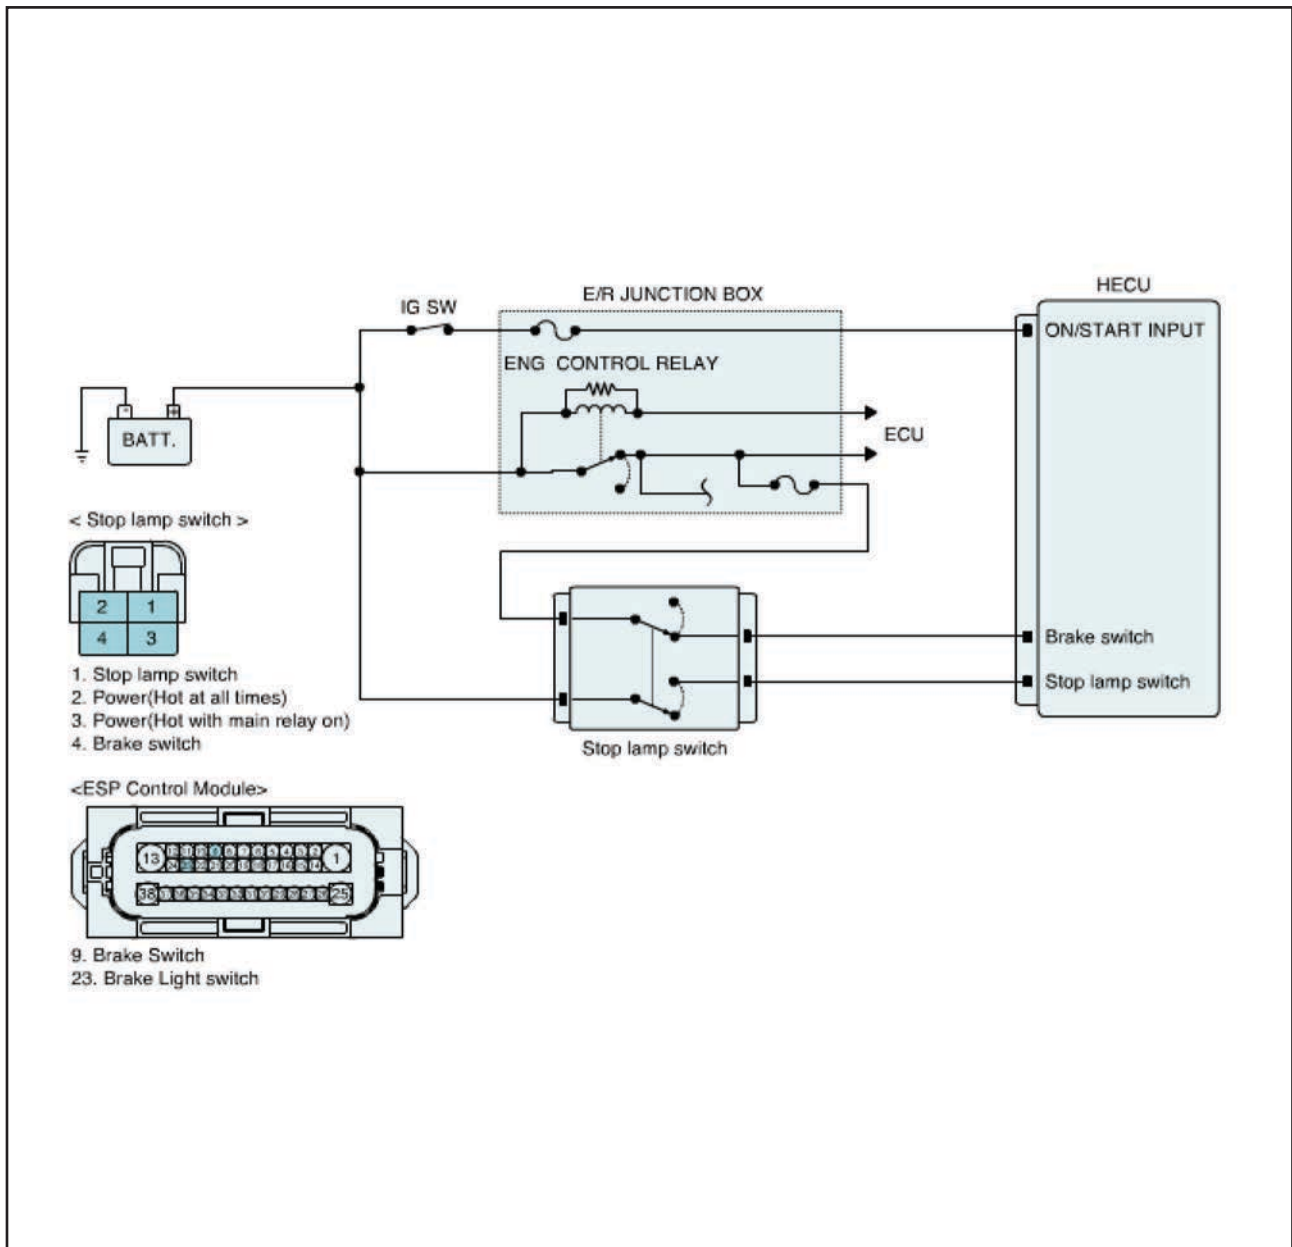 HECU
E/R JUNCTION BOX
IG SW
ON/START INPUT
ENG CONTROL RELAY
BATT.
ECU
< Stop lamp switch >
2 1
4 3
Brake switch
Stop lamp switch
1. Stop lamp switch
2. Power(Hot at all times)
3. Power(Hot with main relay on)
4. Brake switch
Stop lamp switch
<ESP Control Module>
13 1
38 25
9. Brake Switch
23. Brake Light switch